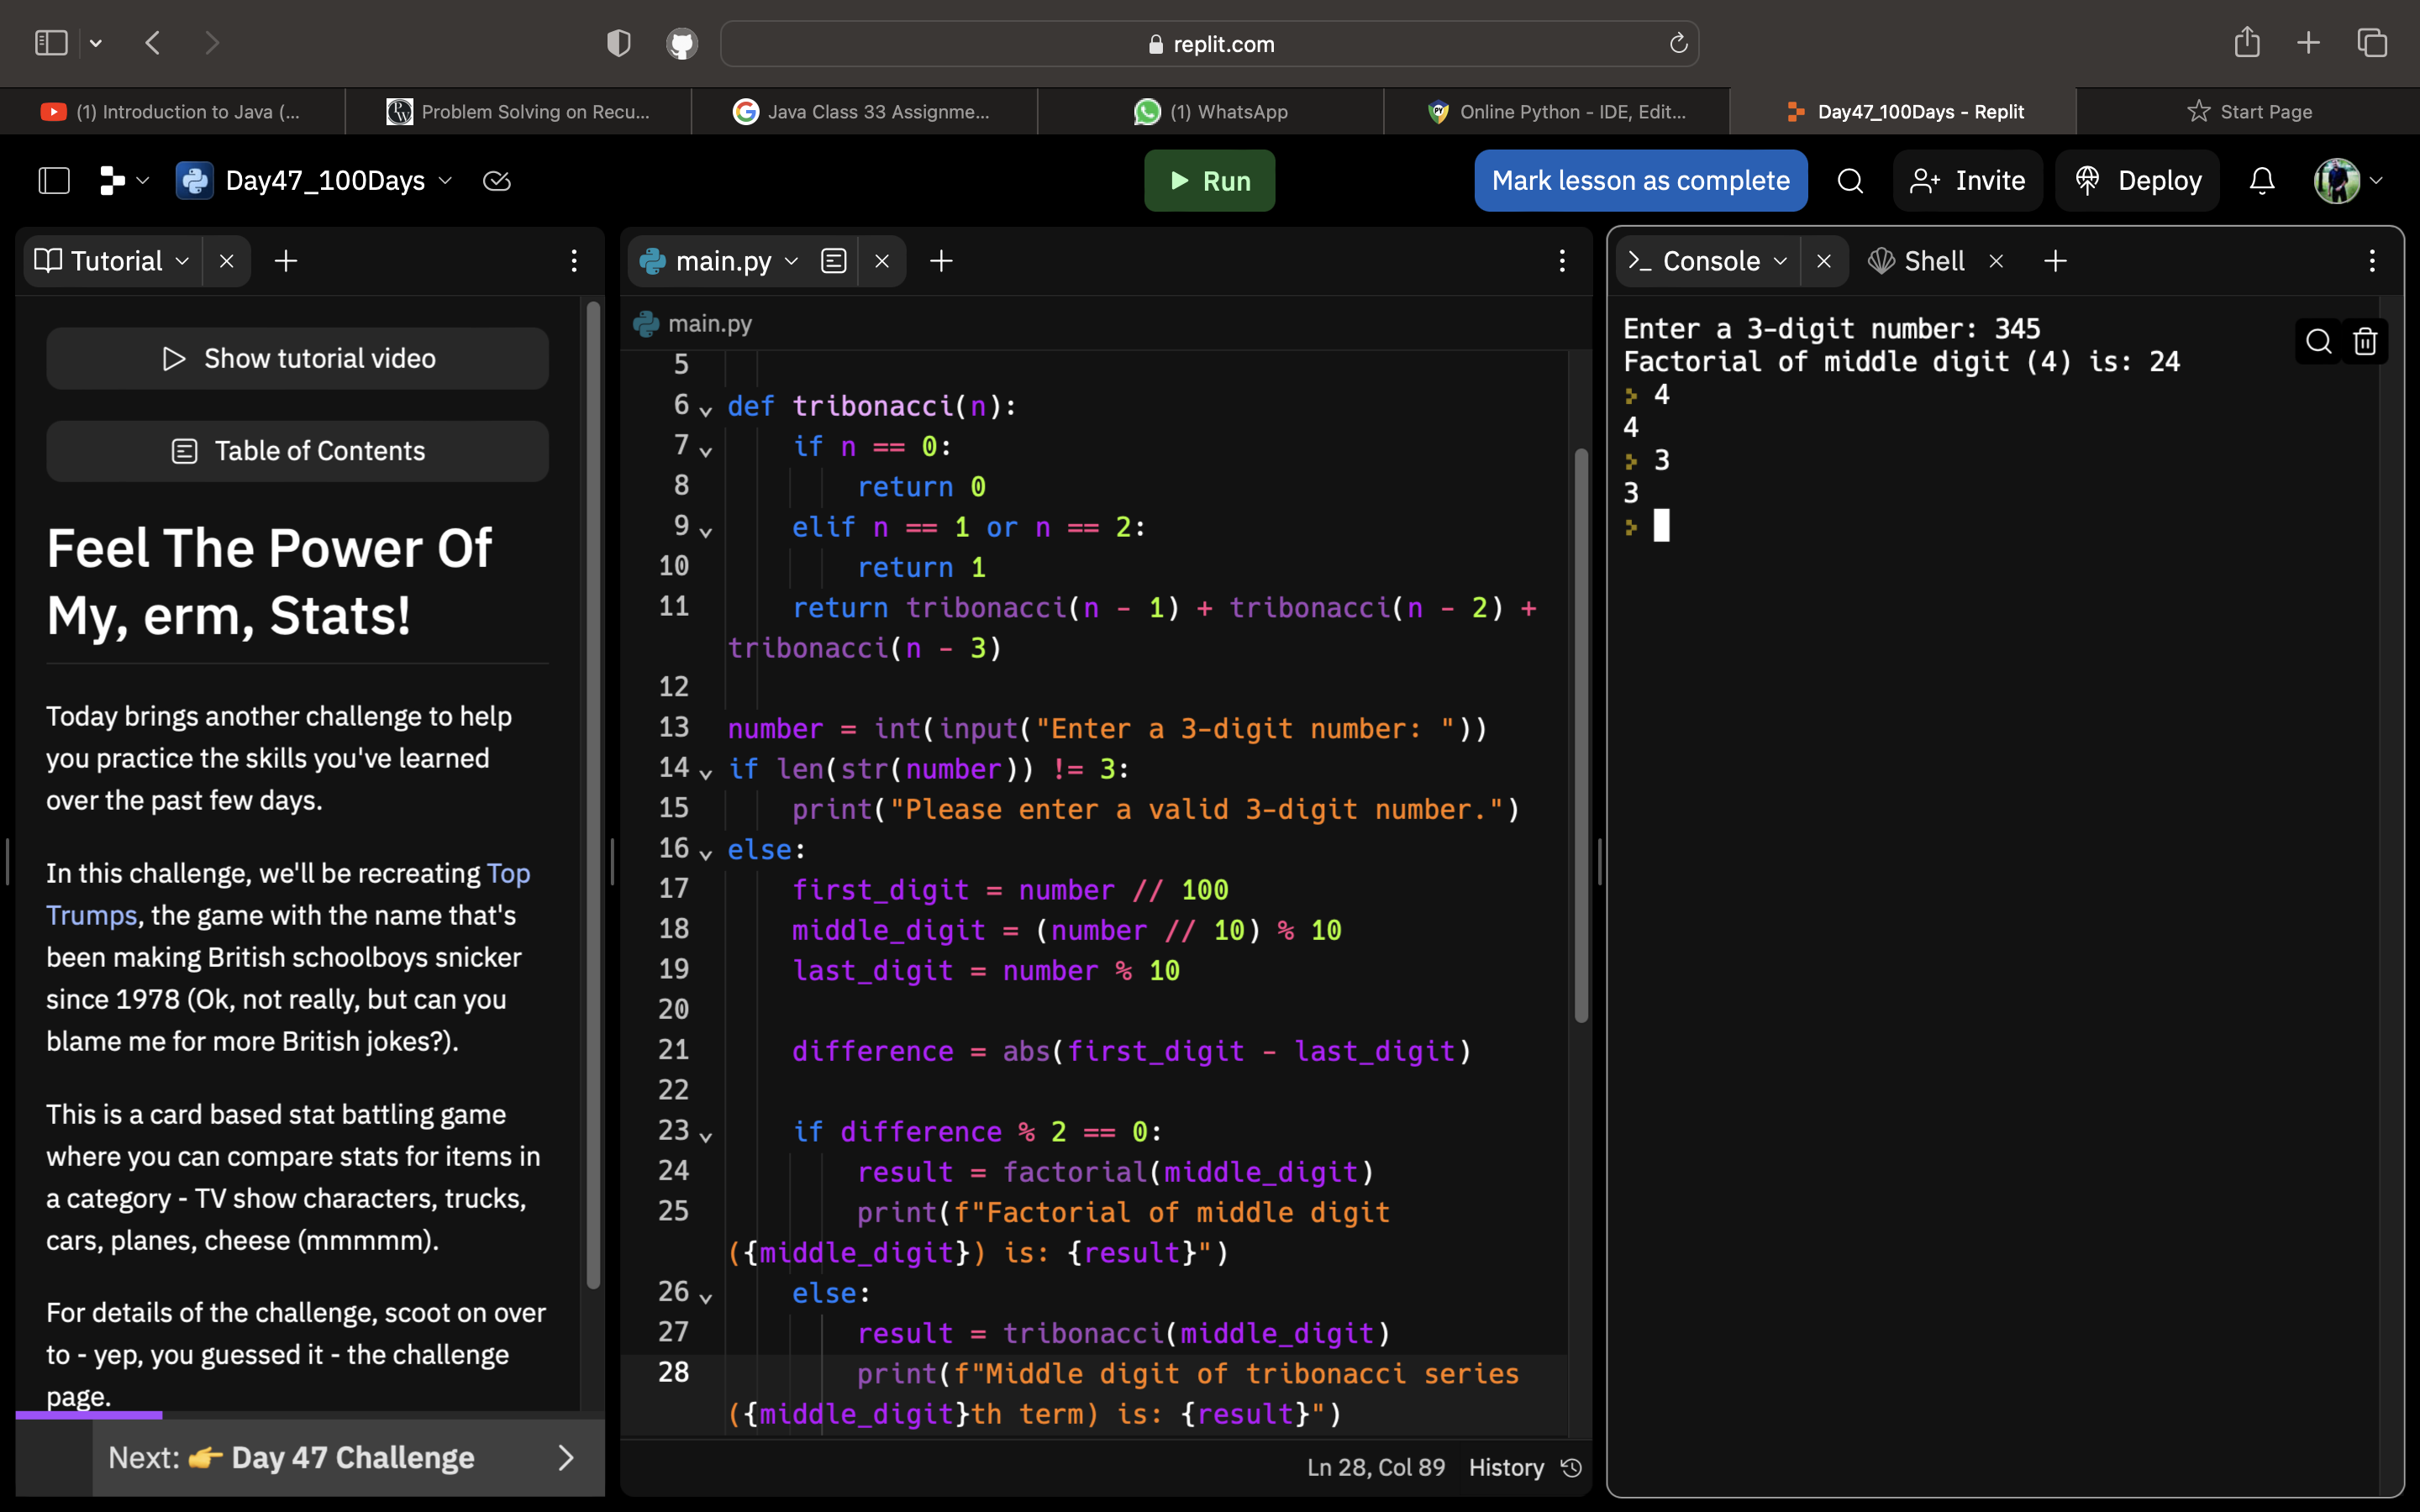 replit.com
(1) Introduction to Java (...
Problem Solving on Recu...
Java Class 33 Assignme...
(1) WhatsApp
Online Python - IDE, Edit...
Day47_100Days - Replit
Start Page
Day47_100Days
Run
Mark lesson as complete
Invite
Deploy
Tutorial
Show tutorial video
Table of Contents
Feel The Power Of
My, erm, Stats!
Today brings another challenge to help
you practice the skills you've learned
over the past few days.
In this challenge, we'll be recreating Top
Trumps, the game with the name that's
been making British schoolboys snicker
since 1978 (Ok, not really, but can you
blame me for more British jokes?).
This is a card based stat battling game
where you can compare stats for items in
a category - TV show characters, trucks,
cars, planes, cheese (mmmmm).
For details of the challenge, scoot on over
to - yep, you guessed it - the challenge
page.
Next: 👉 Day 47 Challenge
main.py
main.py
5
6 def tribonacci(n):
7     if n == 0:
8         return 0
9     elif n == 1 or n == 2:
10         return 1
11     return tribonacci(n - 1) + tribonacci(n - 2) +
tribonacci(n - 3)
12
13 number = int(input("Enter a 3-digit number: "))
14 if len(str(number)) != 3:
15     print("Please enter a valid 3-digit number.")
16 else:
17     first_digit = number // 100
18     middle_digit = (number // 10) % 10
19     last_digit = number % 10
20
21     difference = abs(first_digit - last_digit)
22
23     if difference % 2 == 0:
24         result = factorial(middle_digit)
25         print(f"Factorial of middle digit
({middle_digit}) is: {result}")
26     else:
27         result = tribonacci(middle_digit)
28         print(f"Middle digit of tribonacci series
({middle_digit}th term) is: {result}")
Ln 28, Col 89 History
Console
Shell
Enter a 3-digit number: 345
Factorial of middle digit (4) is: 24
4
4
3
3